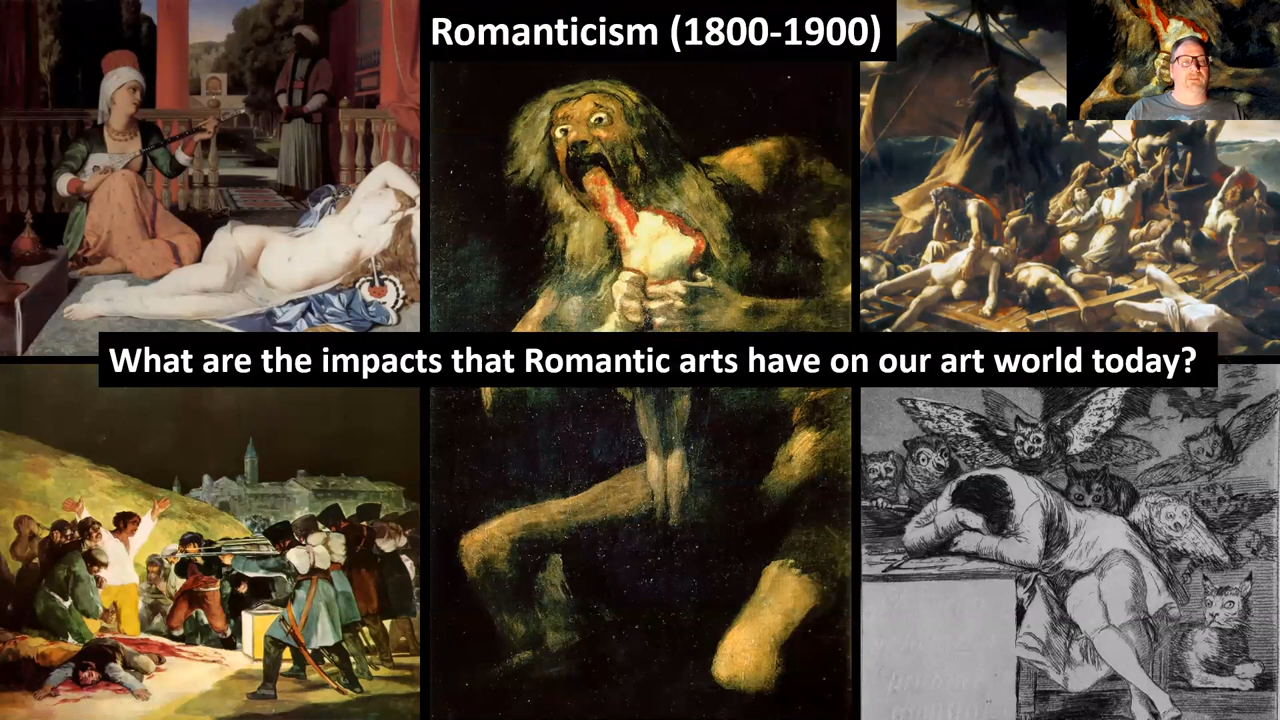 Romanticism (1800-1900)
What are the impacts that Romantic arts have on our art world today?